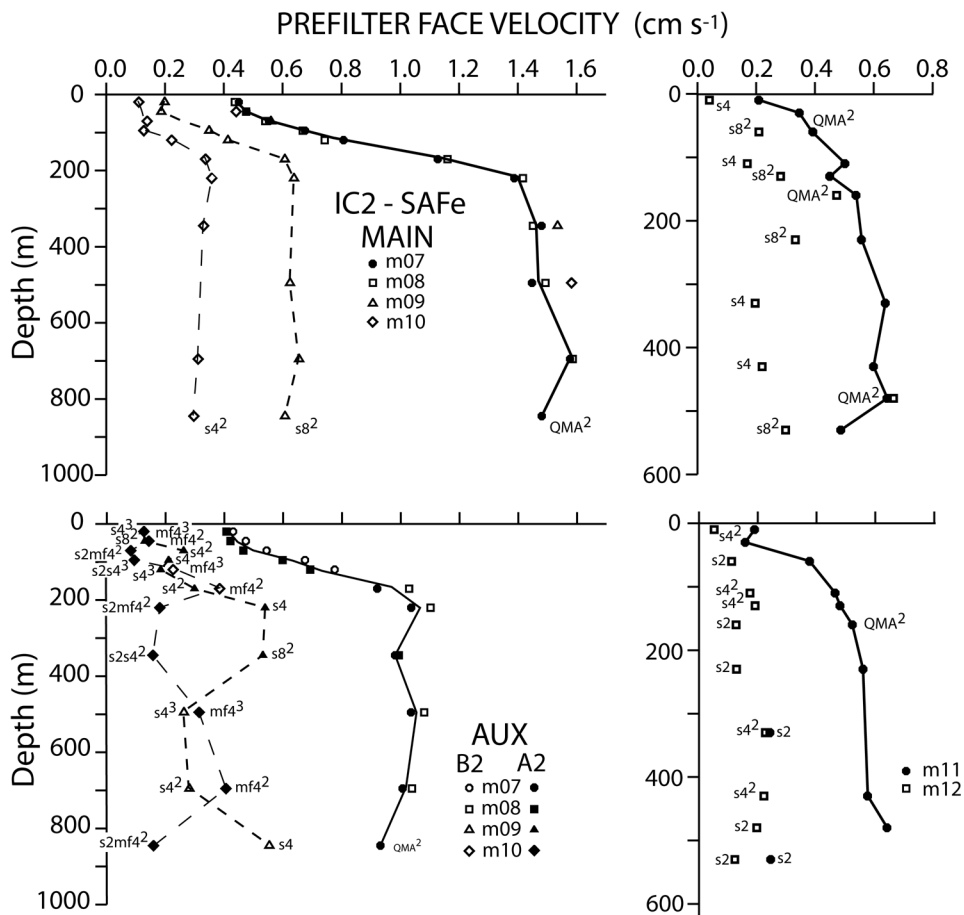 PREFILTER FACE VELOCITY (cm s-1)
0.0 0.2 0.4 0.6 0.8 1.0 1.2 1.4 1.6
0.0 0.2 0.4 0.6 0.8
0
200
400
600
800
1000
Depth (m)
IC2 - SAFe
MAIN
m07
m08
m09
m10
s4²
s8²
QMA²
0
200
400
600
s4
QMA²
s8²
s4
s8²
QMA²
s8²
s4
s4
QMA²
s8²
0
200
400
600
800
1000
Depth (m)
s4³
mf4³
s8²
mf4²
s2mf4²
s4²
s2s4³
s4
s4³
mf4³
s4²
mf4²
s2mf4²
s4
s2s4²
s8²
s4³
mf4³
s4²
mf4²
s2mf4²
s4
QMA²
AUX
B2 A2
m07
m08
m09
m10
0
200
400
600
s4²
s2
s4²
s4²
s2
QMA²
s2
s4²
s2
s4²
s2
s2
s2
m11
m12